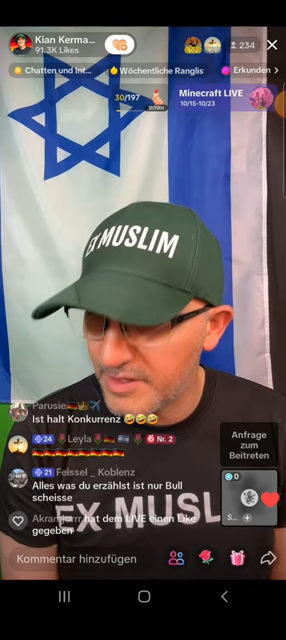 Kian Kerma...
91.3K Likes
234
Chatten und Int...
Wöchentliche Ranglis
Erkunden >
30/197
1h19m
Minecraft LIVE
10/15-10/23
EX MUSLIM
Parusie
Ist halt Konkurrenz 🤣🤣🤣
24 Leyla Nr. 2
21 Feissel _ Koblenz
Alles was du erzählst ist nur Bull
scheisse
hat dem LIVE einen Like
gegeben
EX MUSL
Anfrage
zum
Beitreten
0
S... +
Kommentar hinzufügen